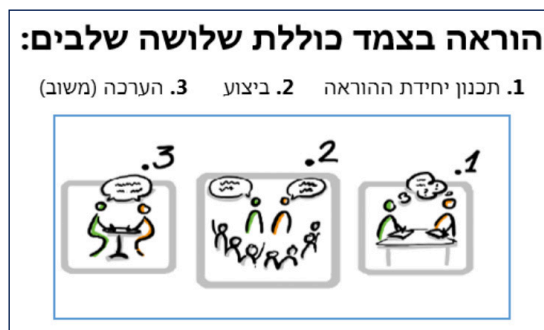 הוראה בצמד כוללת שלושה שלבים:
1. תכנון יחידת ההוראה 2. ביצוע 3. הערכה (משוב)
1. 2. 3.